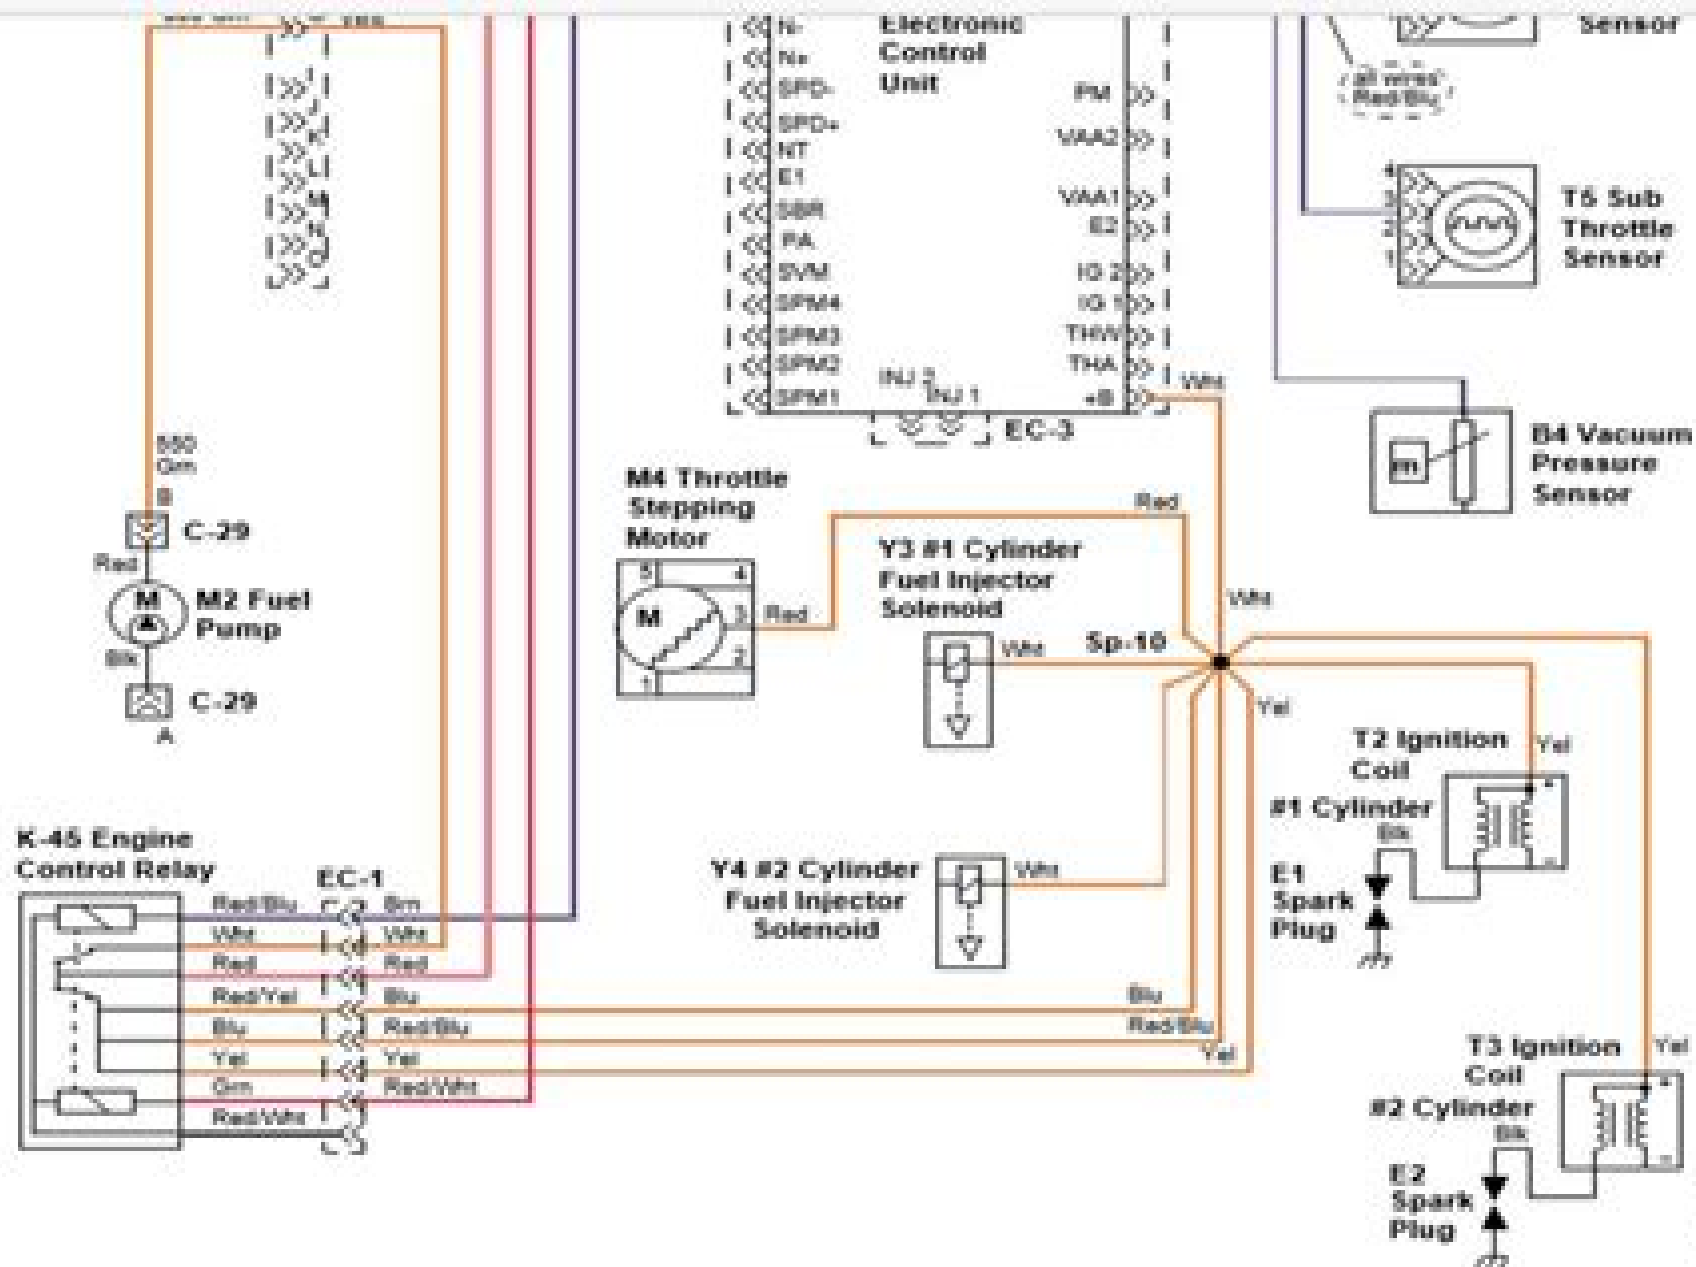 Electronic
Control
Unit
N-
N+
SPD-
SPD+
NT
E1
SBR
PA
SVM
SPM4
SPM3
SPM2
SPM1
PM
VAA2
VAA1
E2
IG 2
IG 1
THW
THA
+B
INJ 1
EC-3
Wht
Sensor
all wires
Red/Blu
T5 Sub
Throttle
Sensor
B4 Vacuum
Pressure
Sensor
I
J
K
L
M
N
550
Grn
B
C-29
Red
M
M2 Fuel
Pump
Blk
C-29
A
M4 Throttle
Stepping
Motor
5
4
M
3
2
1
Red
Red
Y3 #1 Cylinder
Fuel Injector
Solenoid
Wht
Sp-10
Wht
Yel
T2 Ignition
Coil
Yel
#1 Cylinder
Blk
E1
Spark
Plug
Y4 #2 Cylinder
Fuel Injector
Solenoid
Wht
K-45 Engine
Control Relay
EC-1
Red/Blu
Brn
Wht
Wht
Red
Red
Red/Yel
Blu
Blu
Blu
Red/Blu
Red/Blu
Yel
Yel
Yel
Grn
Red/Wht
Red/Wht
T3 Ignition
Coil
Yel
#2 Cylinder
Blk
E2
Spark
Plug